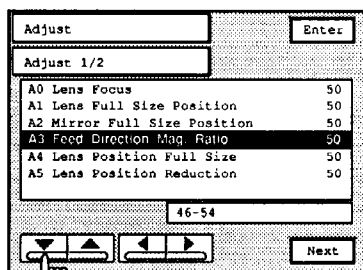 Adjust
Enter
Adjust 1/2
A0 Lens Focus 50
A1 Lens Full Size Position 50
A2 Mirror Full Size Position 50
A3 Feed Direction Mag. Ratio 50
A4 Lens Position Full Size 50
A5 Lens Position Reduction 50
46-54
Next